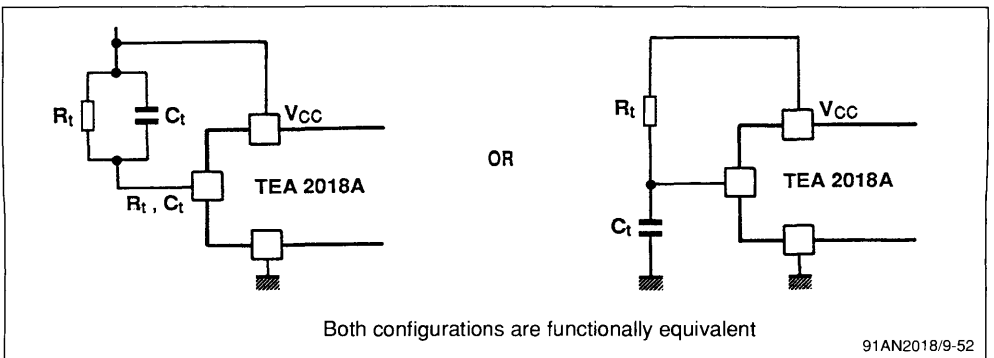 Rt
Ct
VCC
TEA 2018A
Rt , Ct
OR
Rt
VCC
TEA 2018A
Ct
Both configurations are functionally equivalent
91AN2018/9-52